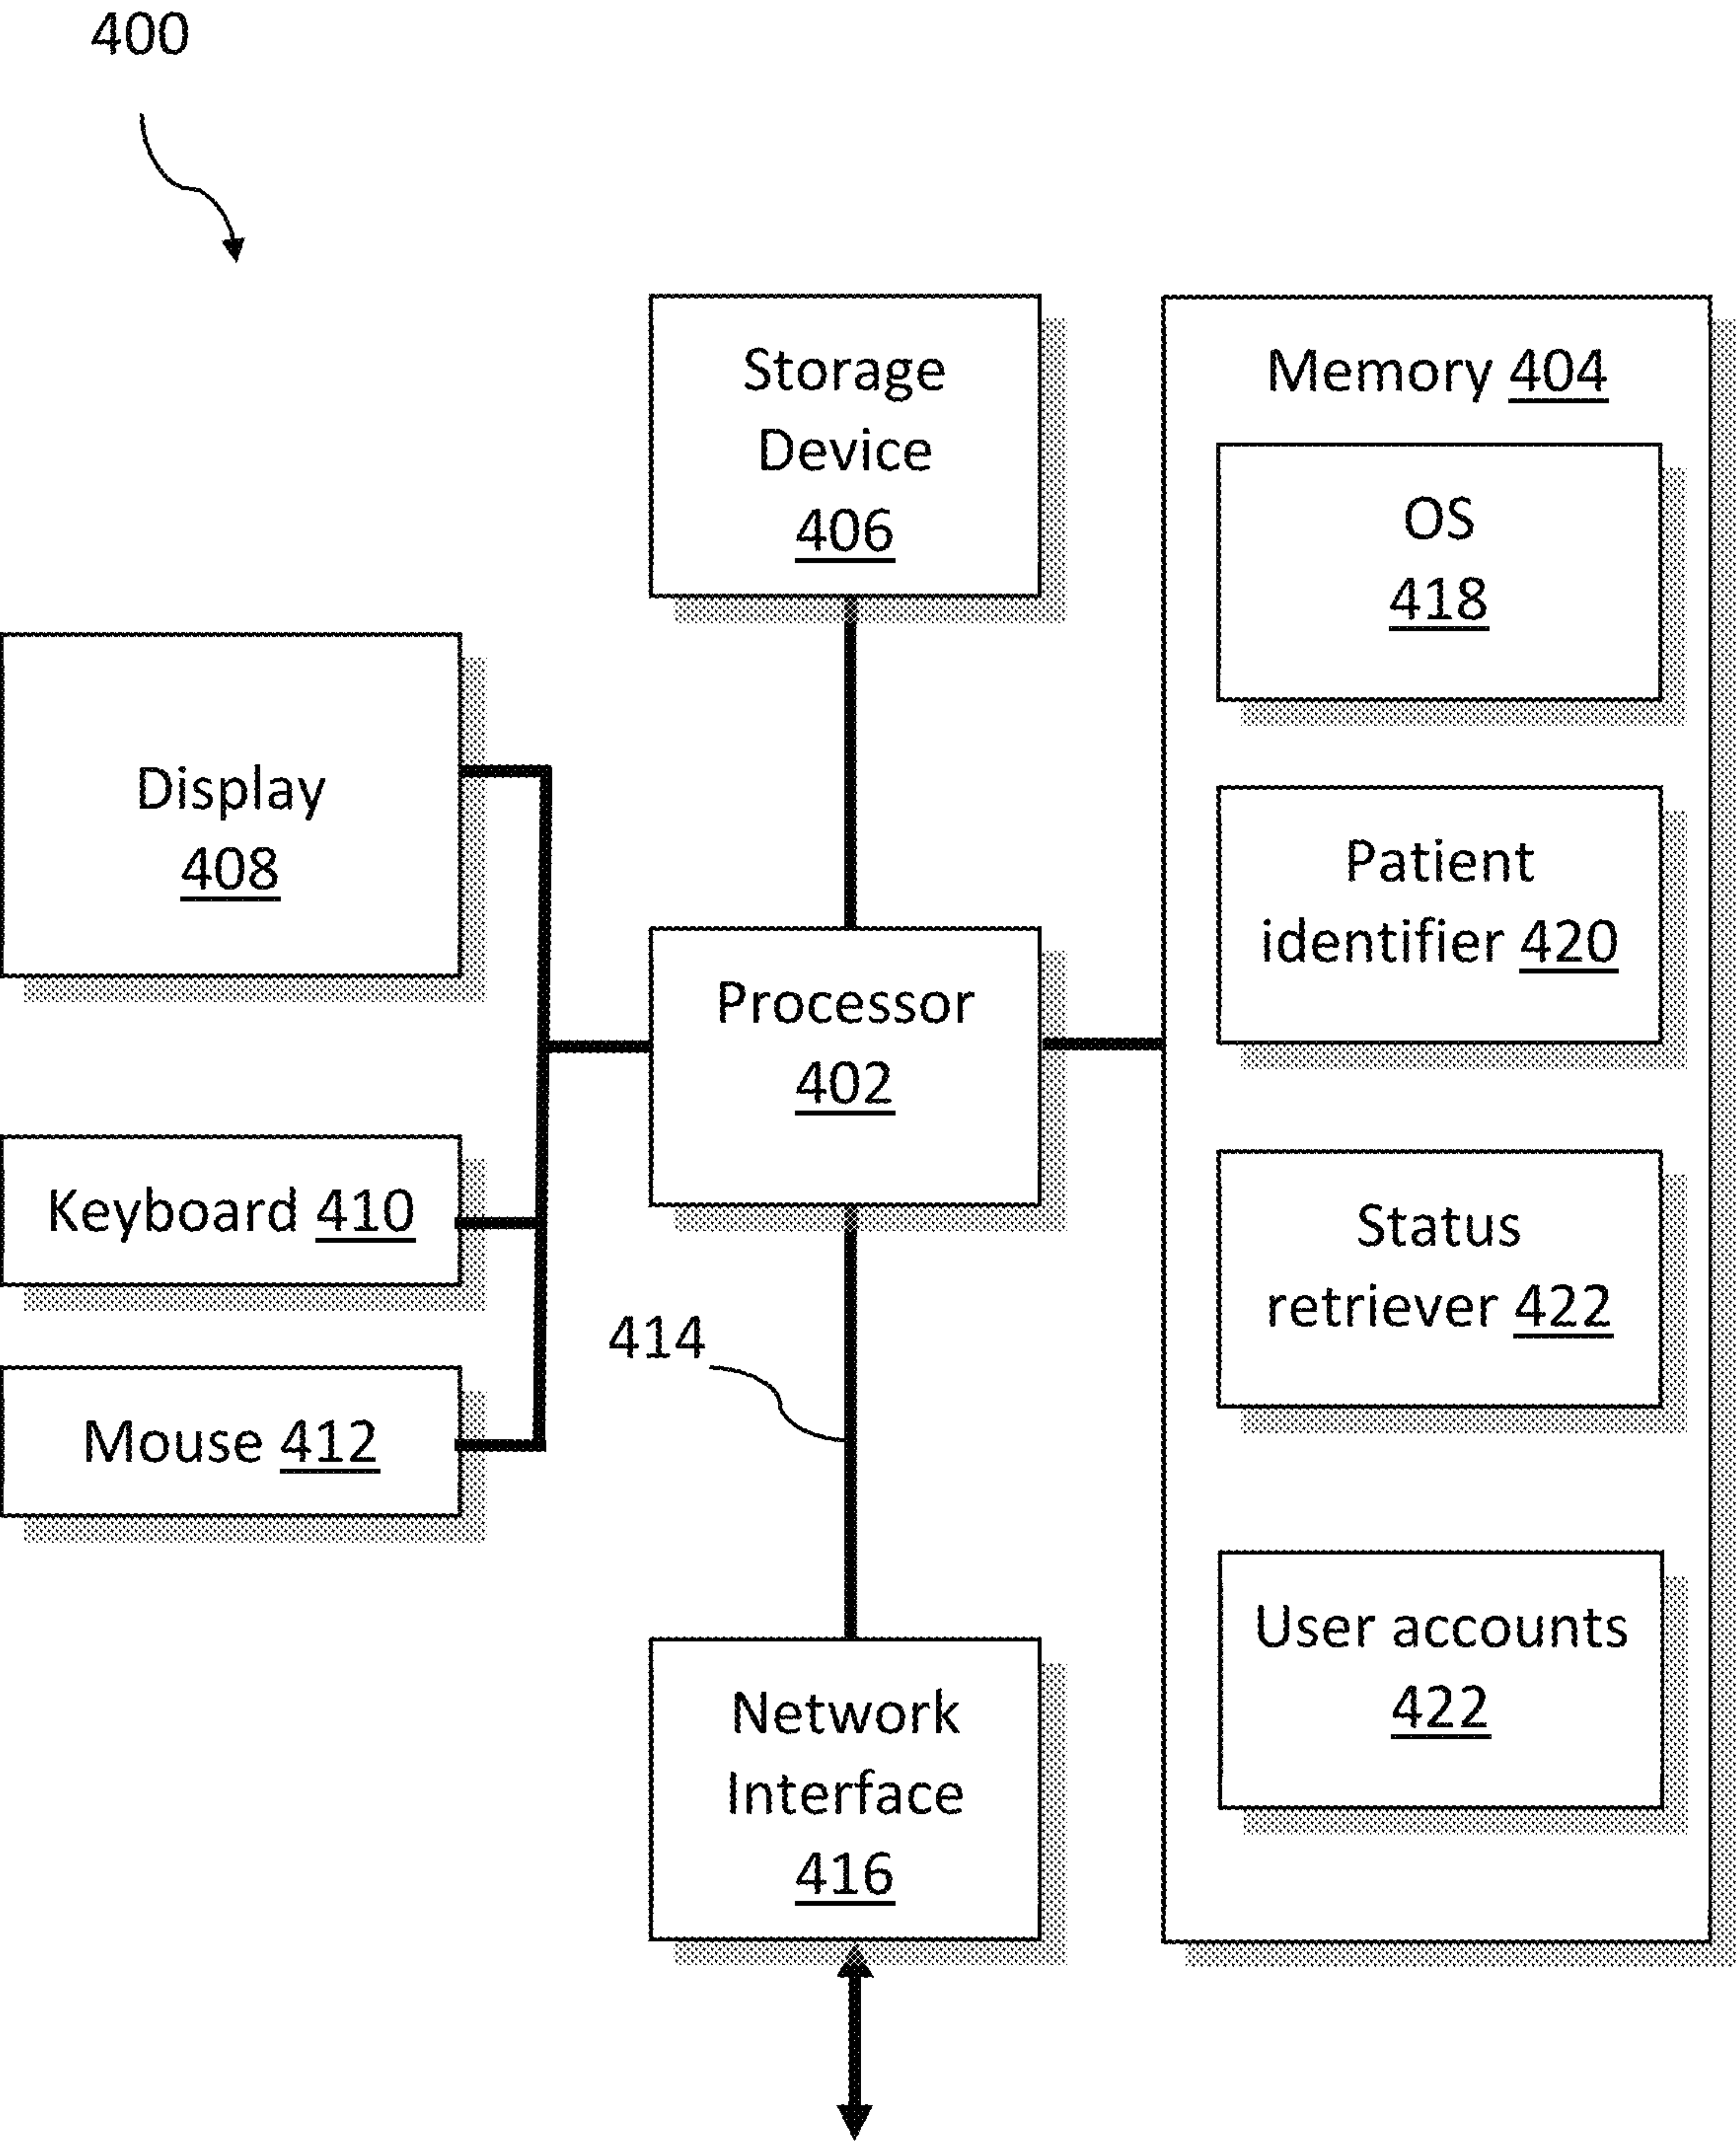 400
Storage
Device
406
Memory 404
OS
418
Display
408
Patient
identifier 420
Processor
402
Keyboard 410
Status
retriever 422
414
Mouse 412
User accounts
422
Network
Interface
416